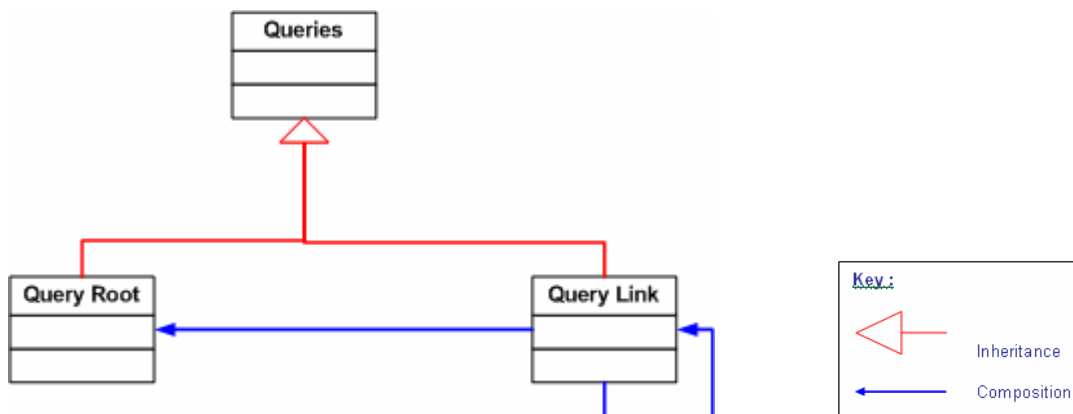 Queries
Query Root
Query Link
Key :
Inheritance
Composition